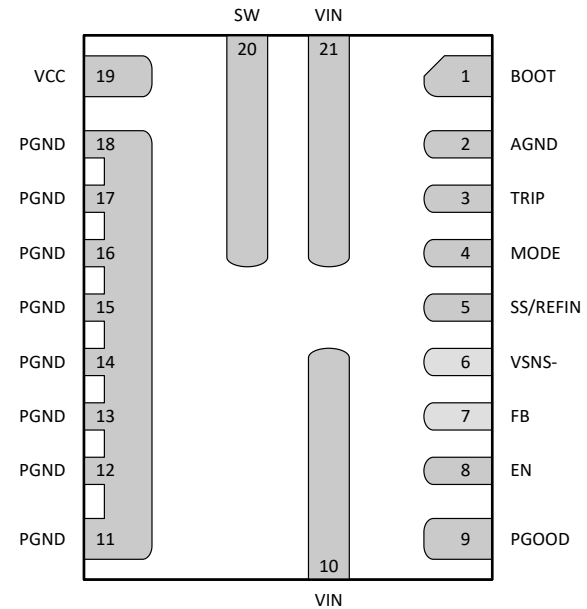 SW VIN
20 21
VCC 19 1 BOOT
PGND 18 2 AGND
PGND 17 3 TRIP
PGND 16 4 MODE
PGND 15 5 SS/REFIN
PGND 14 6 VSNS-
PGND 13 7 FB
PGND 12 8 EN
PGND 11 9 PGOOD
10
VIN